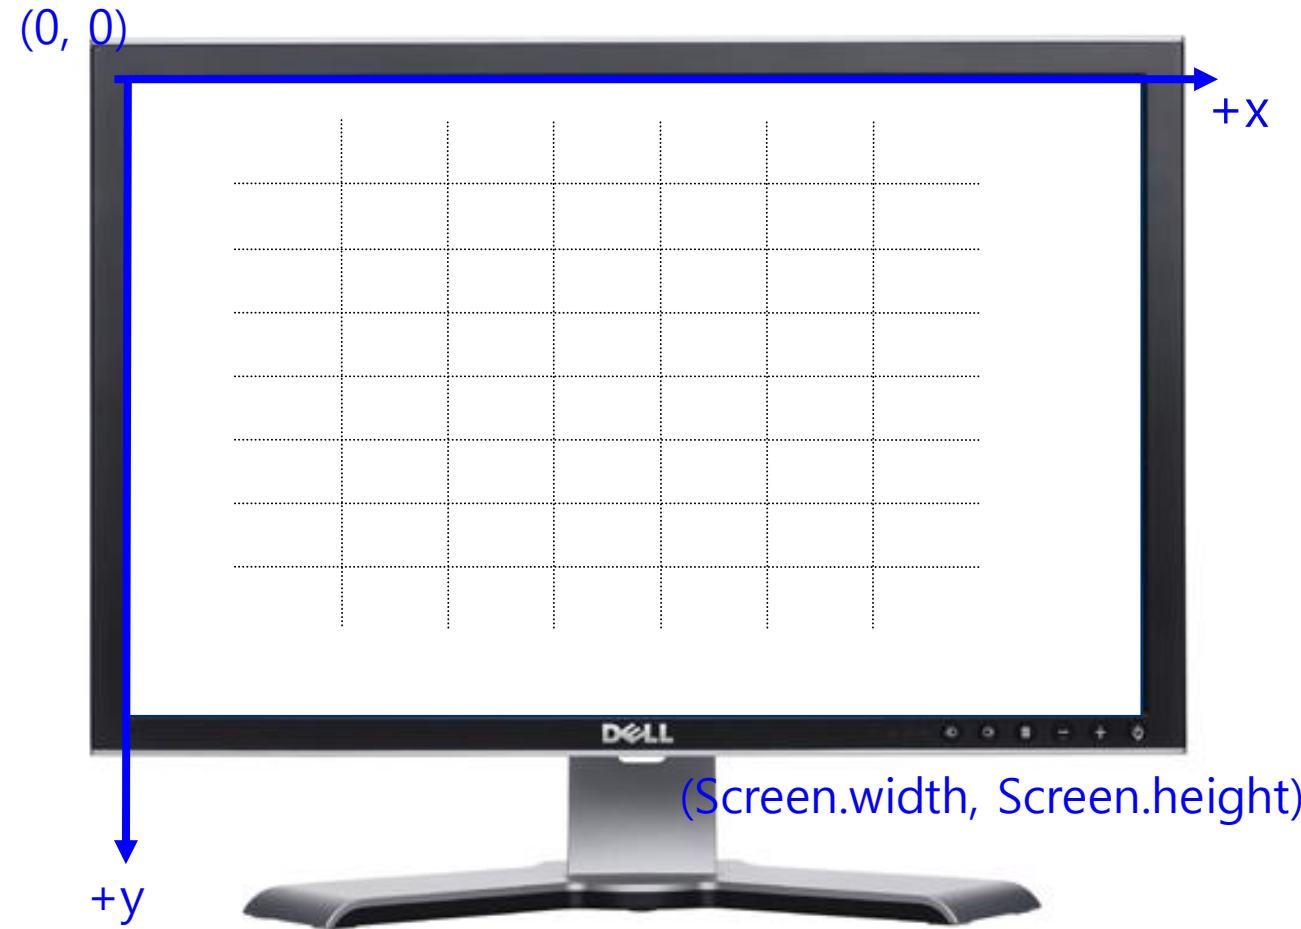 (0, 0)
+x
DELL
(Screen.width, Screen.height)
+y